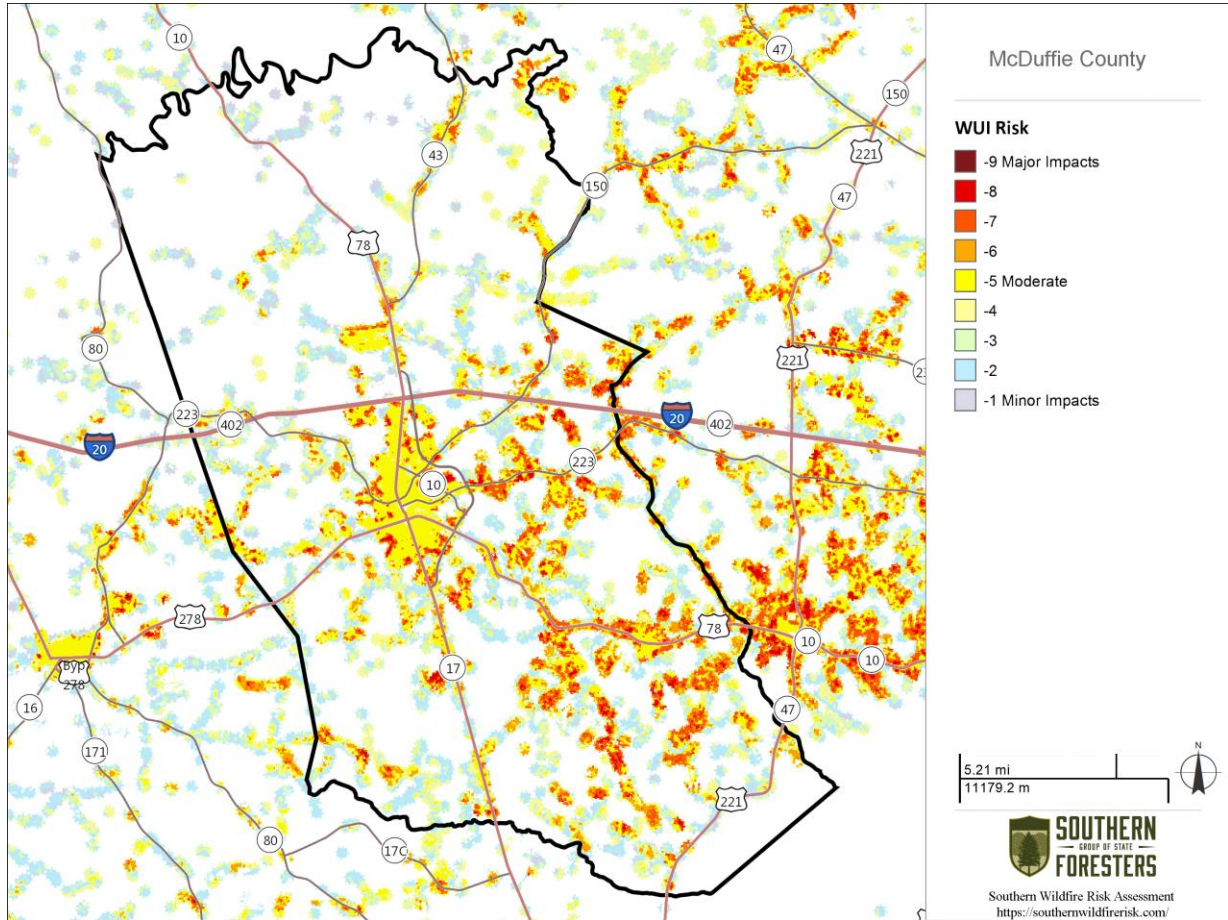 McDuffie County
WUI Risk
-9 Major Impacts
-8
-7
-6
-5 Moderate
-4
-3
-2
-1 Minor Impacts
10
47
150
43
221
150
47
78
80
221
223
402
20
20
402
223
10
278
78
10
10
Byp
278
17
16
47
171
221
80
17C
N
5.21 mi
11179.2 m
SOUTHERN
GROUP OF STATE
FORESTERS
Southern Wildfire Risk Assessment
https://southernwildfirerisk.com/